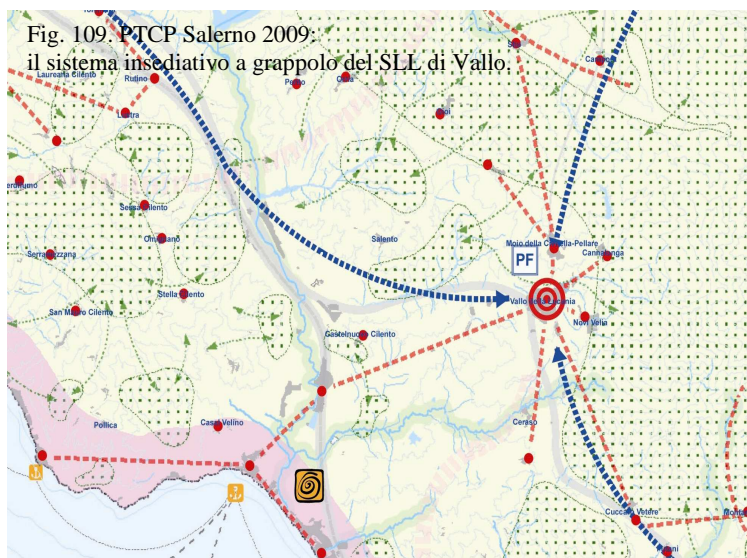 Fig. 109. PTCP Salerno 2009:
il sistema insediativo a grappolo del SLL di Vallo.
Laureana Cilento
Rutino
Perito
Lustra
Sessa Cilento
Omignano
Salento
Moio della Civitella-Pellare
Cannalonga
PF
Serramezzana
Stella Cilento
Vallo della Lucania
San Mauro Cilento
Novi Velia
Castelnuovo Cilento
Pollica
Casal Velino
Ceraso
Cuccaro Vetere
Futani